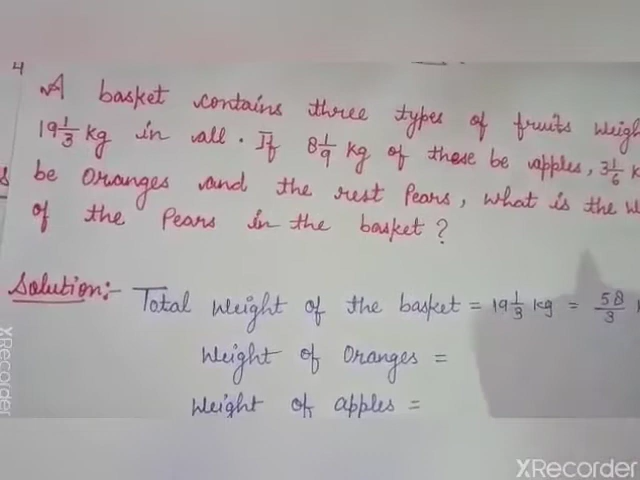 4
A basket contains three types of fruits weigh
19 1/3 kg in all. If 8 1/9 kg of these be apples, 3 1/6 k
be Oranges and the rest Pears, what is the w
of the Pears in the basket?
Solution:- Total weight of the basket = 19 1/3 kg = 58/3
Weight of Oranges =
Weight of apples =
XRecorder
XRecorder